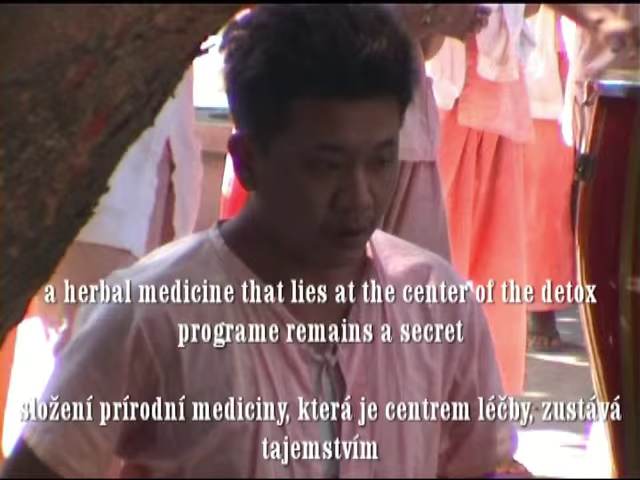 a herbal medicine that lies at the center of the detox
programe remains a secret
složení prírodní mediciny, která je centrem léčby, zustává
tajemstvím